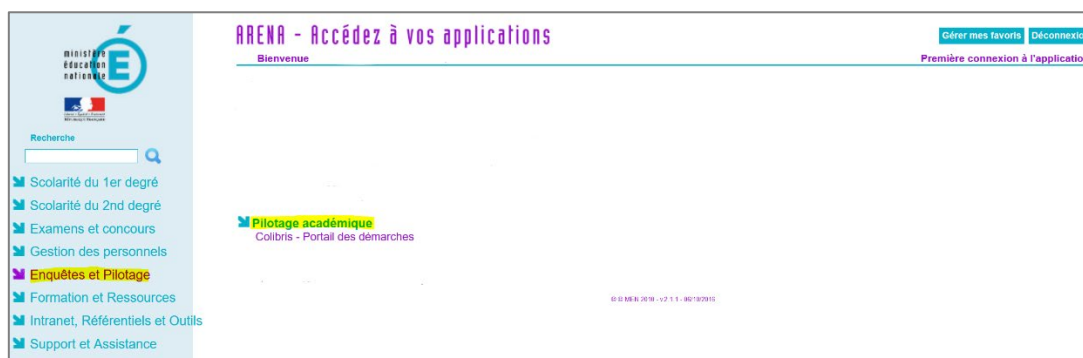 ministère
éducation
nationale
Recherche
Scolarité du 1er degré
Scolarité du 2nd degré
Examens et concours
Gestion des personnels
Enquêtes et Pilotage
Formation et Ressources
Intranet, Référentiels et Outils
Support et Assistance
ARENA - Accédez à vos applications
Gérer mes favoris
Déconnexio
Bienvenue
Première connexion à l'applicatio
Pilotage académique
Colibris - Portail des démarches